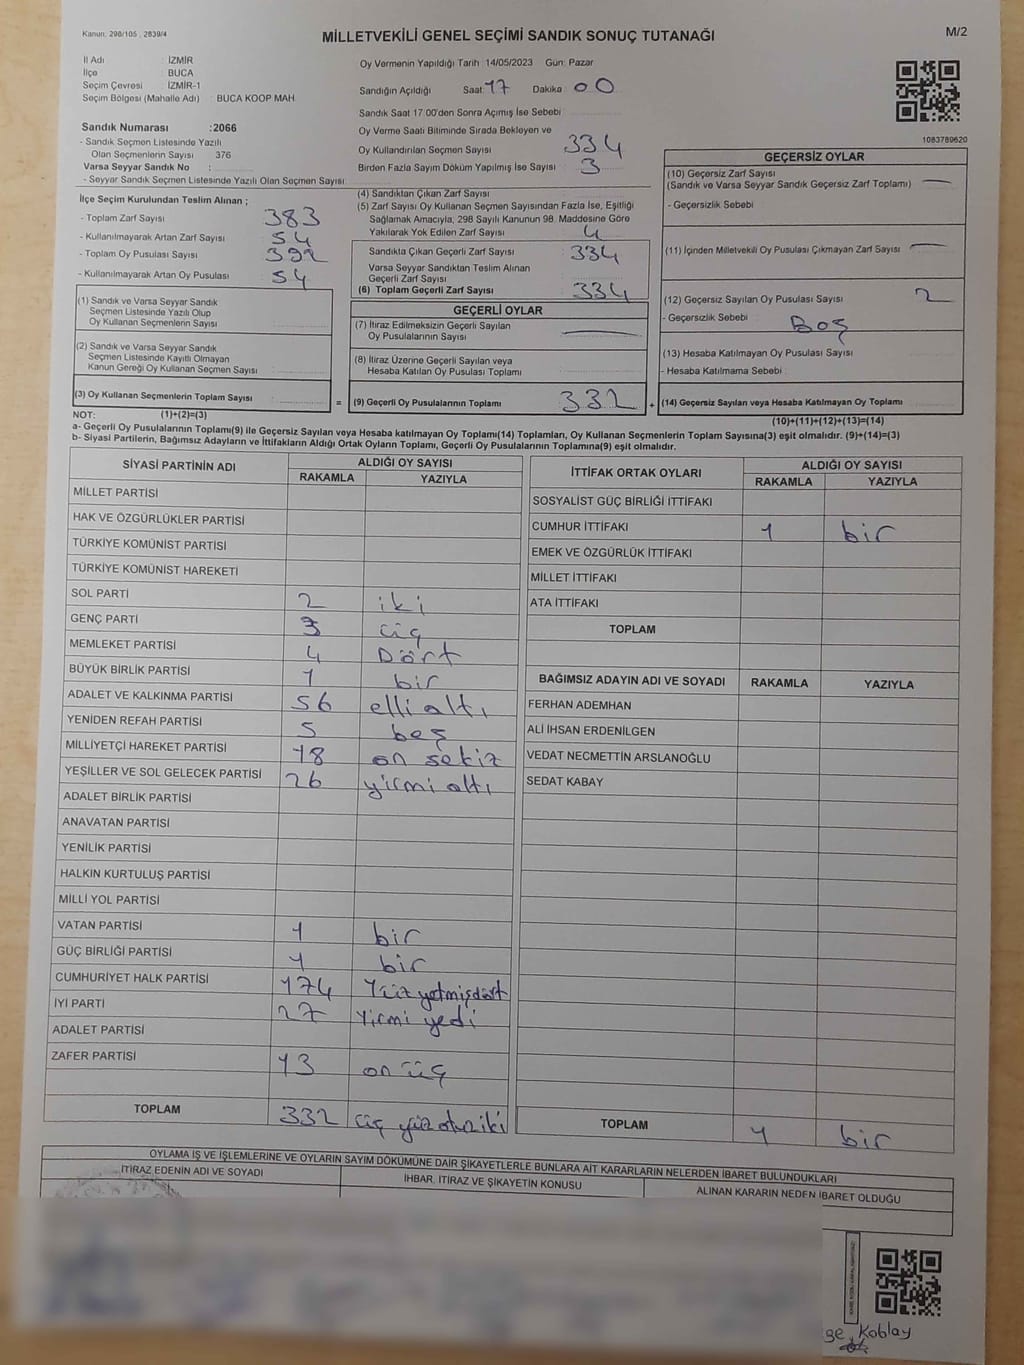 Kanun, 298/105 , 2839/4
MİLLETVEKİLİ GENEL SEÇİMİ SANDIK SONUÇ TUTANAĞI
M/2
İl Adı : İZMİR
İlçe : BUCA
Seçim Çevresi : İZMİR-1
Seçim Bölgesi (Mahalle Adı) : BUCA KOOP MAH.
Sandık Numarası :2066
- Sandık Seçmen Listesinde Yazılı
Olan Seçmenlerin Sayısı 376
Varsa Seyyar Sandık No :
- Seyyar Sandık Seçmen Listesinde Yazılı Olan Seçmen Sayısı:
İlçe Seçim Kurulundan Teslim Alınan ;
- Toplam Zarf Sayısı 383
- Kullanılmayarak Artan Zarf Sayısı 54
- Toplam Oy Pusulası Sayısı 392
- Kullanılmayarak Artan Oy Pusulası 54
(1) Sandık ve Varsa Seyyar Sandık
Seçmen Listesinde Yazılı Olup
Oy Kullanan Seçmenlerin Sayısı
(2) Sandık ve Varsa Seyyar Sandık
Seçmen Listesinde Kayıtlı Olmayan
Kanun Gereği Oy Kullanan Seçmen Sayısı :
(3) Oy Kullanan Seçmenlerin Toplam Sayısı :
Oy Vermenin Yapıldığı Tarih :14/05/2023 Gün: Pazar
Sandığın Açıldığı Saat: 17 Dakika: 00
Sandık Saat 17:00'den Sonra Açımış İse Sebebi
Oy Verme Saati Bitiminde Sırada Bekleyen ve
Oy Kullandırılan Seçmen Sayısı 334
Birden Fazla Sayım Döküm Yapılmış İse Sayısı 3
(4) Sandıktan Çıkan Zarf Sayısı
(5) Zarf Sayısı Oy Kullanan Seçmen Sayısından Fazla İse, Eşitliği
Sağlamak Amacıyla, 298 Sayılı Kanunun 98. Maddesine Göre
Yakılarak Yok Edilen Zarf Sayısı 4
Sandıkta Çıkan Geçerli Zarf Sayısı 334
Varsa Seyyar Sandıktan Teslim Alınan
Geçerli Zarf Sayısı
(6) Toplam Geçerli Zarf Sayısı 334
GEÇERLİ OYLAR
(7) İtiraz Edilmeksizin Geçerli Sayılan
Oy Pusulalarının Sayısı
(8) İtiraz Üzerine Geçerli Sayılan veya
Hesaba Katılan Oy Pusulası Toplamı
= (9) Geçerli Oy Pusulalarının Toplamı 332 +
1083789620
GEÇERSİZ OYLAR
(10) Geçersiz Zarf Sayısı
(Sandık ve Varsa Seyyar Sandık Geçersiz Zarf Toplamı)
- Geçersizlik Sebebi
(11) İçinden Milletvekili Oy Pusulası Çıkmayan Zarf Sayısı
(12) Geçersiz Sayılan Oy Pusulası Sayısı 2
- Geçersizlik Sebebi : Boş
(13) Hesaba Katılmayan Oy Pusulası Sayısı
- Hesaba Katılmama Sebebi :
(14) Geçersiz Sayılan veya Hesaba Katılmayan Oy Toplamı
NOT: (1)+(2)=(3)
(10)+(11)+(12)+(13)=(14)
a- Geçerli Oy Pusulalarının Toplamı(9) ile Geçersiz Sayılan veya Hesaba katılmayan Oy Toplamı(14) Toplamları, Oy Kullanan Seçmenlerin Toplam Sayısına(3) eşit olmalıdır. (9)+(14)=(3)
b- Siyasi Partilerin, Bağımsız Adayların ve İttifakların Aldığı Ortak Oyların Toplamı, Geçerli Oy Pusulalarının Toplamına(9) eşit olmalıdır.
SİYASİ PARTİNİN ADI ALDIĞI OY SAYISI
RAKAMLA YAZIYLA
MİLLET PARTİSİ
HAK VE ÖZGÜRLÜKLER PARTİSİ
TÜRKİYE KOMÜNİST PARTİSİ
TÜRKİYE KOMÜNİST HAREKETİ
SOL PARTİ 2 iki
GENÇ PARTİ 3 üç
MEMLEKET PARTİSİ 4 Dört
BÜYÜK BİRLİK PARTİSİ 1 bir
ADALET VE KALKINMA PARTİSİ 56 elli altı
YENİDEN REFAH PARTİSİ 5 beş
MİLLİYETÇİ HAREKET PARTİSİ 18 on sekiz
YEŞİLLER VE SOL GELECEK PARTİSİ 26 yirmi altı
ADALET BİRLİK PARTİSİ
ANAVATAN PARTİSİ
YENİLİK PARTİSİ
HALKIN KURTULUŞ PARTİSİ
MİLLİ YOL PARTİSİ
VATAN PARTİSİ 1 bir
GÜÇ BİRLİĞİ PARTİSİ 1 bir
CUMHURİYET HALK PARTİSİ 174 Yüz yetmişdört
İYİ PARTİ 27 Yirmi yedi
ADALET PARTİSİ
ZAFER PARTİSİ 13 on üç
TOPLAM 332 üç yüz otuz iki
İTTİFAK ORTAK OYLARI ALDIĞI OY SAYISI
RAKAMLA YAZIYLA
SOSYALİST GÜÇ BİRLİĞİ İTTİFAKI
CUMHUR İTTİFAKI 1 bir
EMEK VE ÖZGÜRLÜK İTTİFAKI
MİLLET İTTİFAKI
ATA İTTİFAKI
TOPLAM
BAĞIMSIZ ADAYIN ADI VE SOYADI RAKAMLA YAZIYLA
FERHAN ADEMHAN
ALİ İHSAN ERDENİLGEN
VEDAT NECMETTİN ARSLANOĞLU
SEDAT KABAY
TOPLAM 1 bir
OYLAMA İŞ VE İŞLEMLERİNE VE OYLARIN SAYIM DÖKÜMÜNE DAİR ŞİKAYETLERLE BUNLARA AİT KARARLARIN NELERDEN İBARET BULUNDUKLARI
İTİRAZ EDENİN ADI VE SOYADI İHBAR, İTİRAZ VE ŞİKAYETİN KONUSU ALINAN KARARIN NEDEN İBARET OLDUĞU
ge Koblay